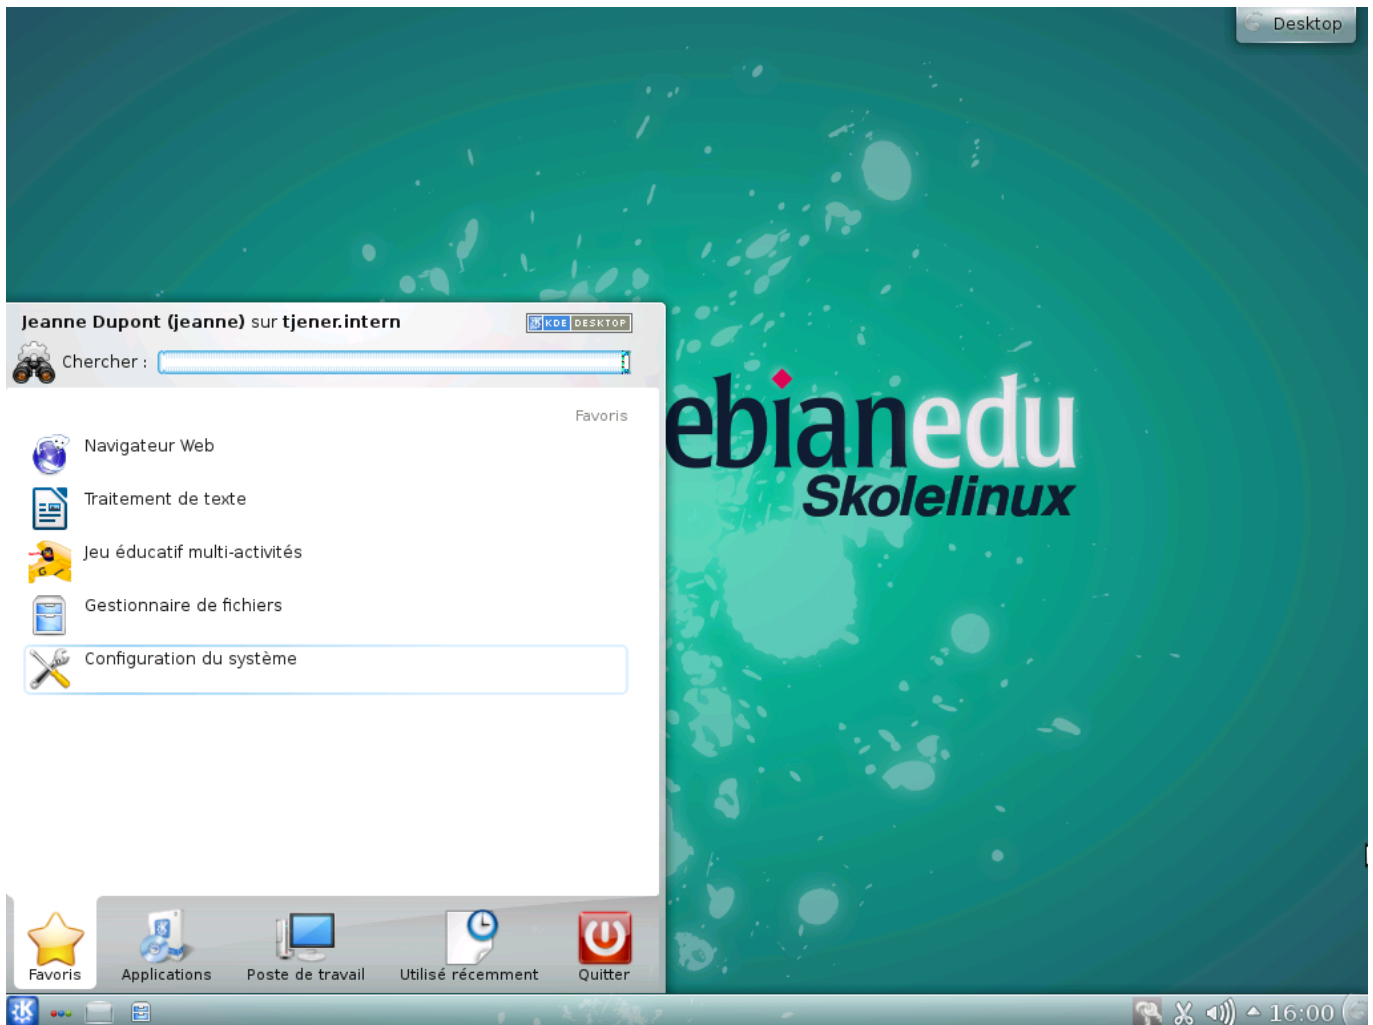 Desktop
Jeanne Dupont (jeanne) sur tjener.intern
KDE DESKTOP
Chercher :
Favoris
Navigateur Web
Traitement de texte
Jeu éducatif multi-activités
Gestionnaire de fichiers
Configuration du système
ebianedu
Skolelinux
Favoris
Applications
Poste de travail
Utilisé récemment
Quitter
16:00